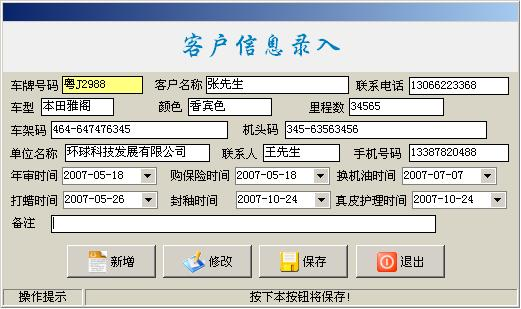 客户信息录入
车牌号码 粤J2988 客户名称 张先生 联系电话 13066223368
车型 本田雅阁 颜色 香宾色 里程数 34565
车架码 464-647476345 机头码 345-63563456
单位名称 环球科技发展有限公司 联系人 王先生 手机号码 13387820488
年审时间 2007-05-18 购保险时间 2007-05-18 换机油时间 2007-07-07
打蜡时间 2007-05-26 封釉时间 2007-10-24 真皮护理时间 2007-10-24
备注
新增 修改 保存 退出
操作提示 按下本按钮将保存!